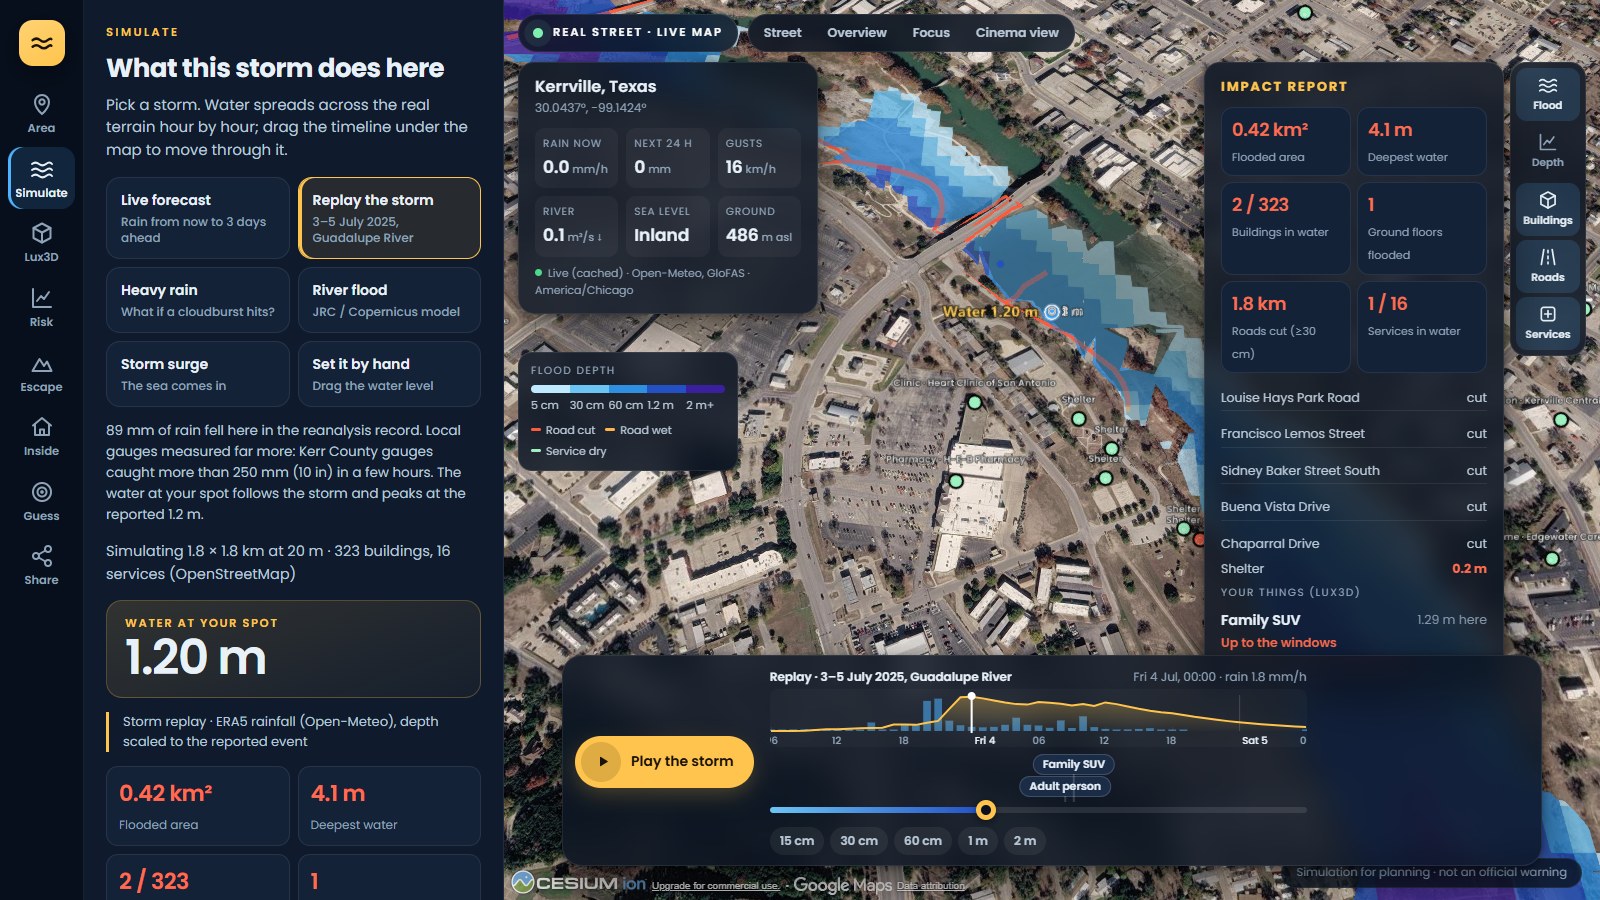 SIMULATE
What this storm does here
Pick a storm. Water spreads across the real
terrain hour by hour; drag the timeline under the
map to move through it.
Area
Simulate
Lux3D
Risk
Escape
Inside
Guess
Share
Live forecast
Rain from now to 3 days
ahead
Replay the storm
3–5 July 2025,
Guadalupe River
Heavy rain
What if a cloudburst hits?
River flood
JRC / Copernicus model
Storm surge
The sea comes in
Set it by hand
Drag the water level
89 mm of rain fell here in the reanalysis record. Local
gauges measured far more: Kerr County gauges
caught more than 250 mm (10 in) in a few hours. The
water at your spot follows the storm and peaks at the
reported 1.2 m.
Simulating 1.8 × 1.8 km at 20 m · 323 buildings, 16
services (OpenStreetMap)
WATER AT YOUR SPOT
1.20 m
Storm replay · ERA5 rainfall (Open-Meteo), depth
scaled to the reported event
0.42 km²
Flooded area
4.1 m
Deepest water
2 / 323
1
REAL STREET · LIVE MAP
Street
Overview
Focus
Cinema view
Kerrville, Texas
30.0437°, −99.1424°
RAIN NOW
0.0 mm/h
NEXT 24 H
0 mm
GUSTS
16 km/h
RIVER
0.1 m³/s ↓
SEA LEVEL
Inland
GROUND
486 m asl
Live (cached) · Open-Meteo, GloFAS ·
America/Chicago
FLOOD DEPTH
5 cm 30 cm 60 cm 1.2 m 2 m+
Road cut
Road wet
Service dry
Water 1.20 m
Clinic, Heart Clinic of San Antonio
Shelter
Shelter
Shelter
Pharmacy · H-E-B Pharmacy
Shelter
Shelter
IMPACT REPORT
0.42 km²
Flooded area
4.1 m
Deepest water
2 / 323
Buildings in water
1
Ground floors
flooded
1.8 km
Roads cut (≥30
cm)
1 / 16
Services in water
Louise Hays Park Road cut
Francisco Lemos Street cut
Sidney Baker Street South cut
Buena Vista Drive cut
Chaparral Drive cut
Shelter 0.2 m
YOUR THINGS (LUX3D)
Family SUV 1.29 m here
Up to the windows
Flood
Depth
Buildings
Roads
Services
Play the storm
Replay · 3–5 July 2025, Guadalupe River
Fri 4 Jul, 00:00 · rain 1.8 mm/h
12 18 Fri 4 06 12 18 Sat 5 0
Family SUV
Adult person
15 cm
30 cm
60 cm
1 m
2 m
CESIUM ion
Upgrade for commercial use.
Google Maps
Data attribution
Simulation for planning · not an official warning